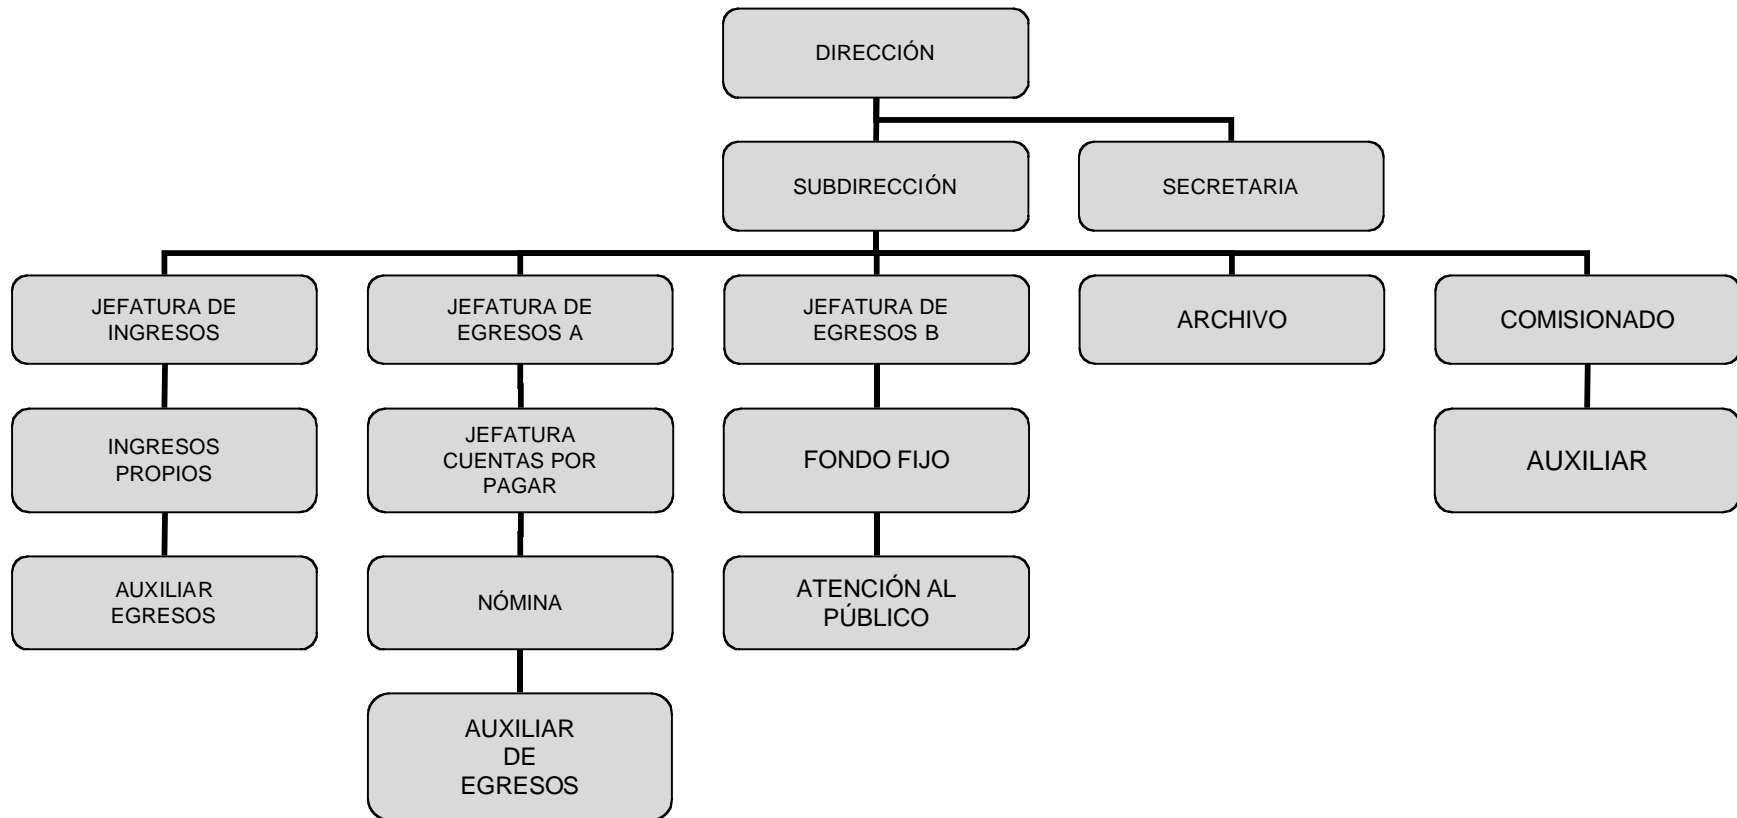 DIRECCIÓN
SUBDIRECCIÓN
SECRETARIA
JEFATURA DE
INGRESOS
JEFATURA DE
EGRESOS A
JEFATURA DE
EGRESOS B
ARCHIVO
COMISIONADO
INGRESOS
PROPIOS
JEFATURA
CUENTAS POR
PAGAR
FONDO FIJO
AUXILIAR
AUXILIAR
EGRESOS
NÓMINA
ATENCIÓN AL
PÚBLICO
AUXILIAR
DE
EGRESOS